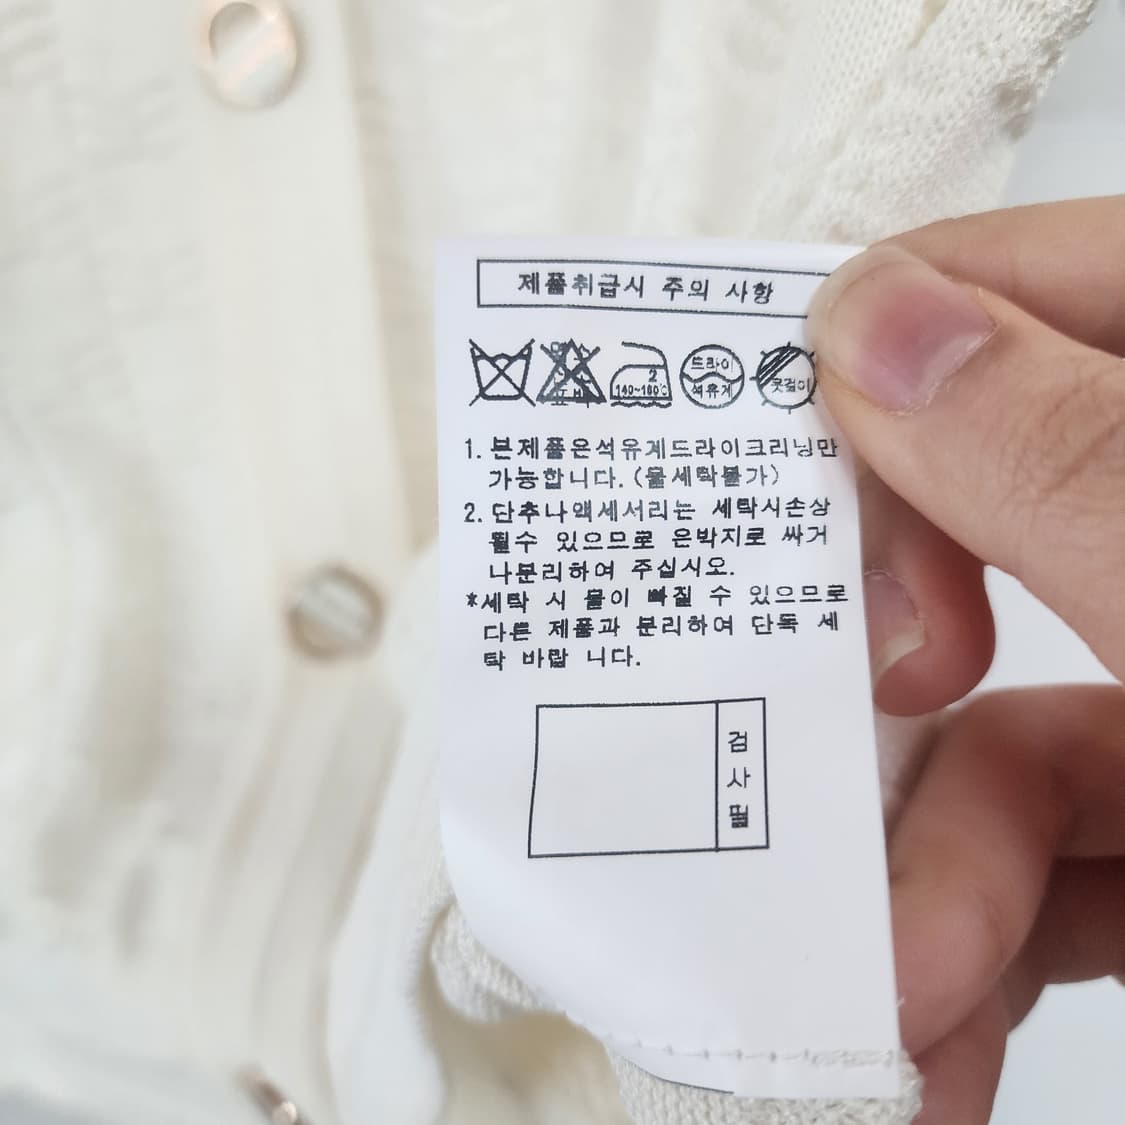 제품취급시 주의 사항
2
140~160℃
드라이
석유계
옷걸이
1. 본제품은석유계드라이크리닝만
가능합니다.(물세탁불가)
2. 단추나액세서리는 세탁시손상
될수 있으므로 은박지로 싸거
나분리하여 주십시오.
*세탁 시 물이 빠질 수 있으므로
다른 제품과 분리하여 단독 세
탁 바랍 니다.
검
사
필